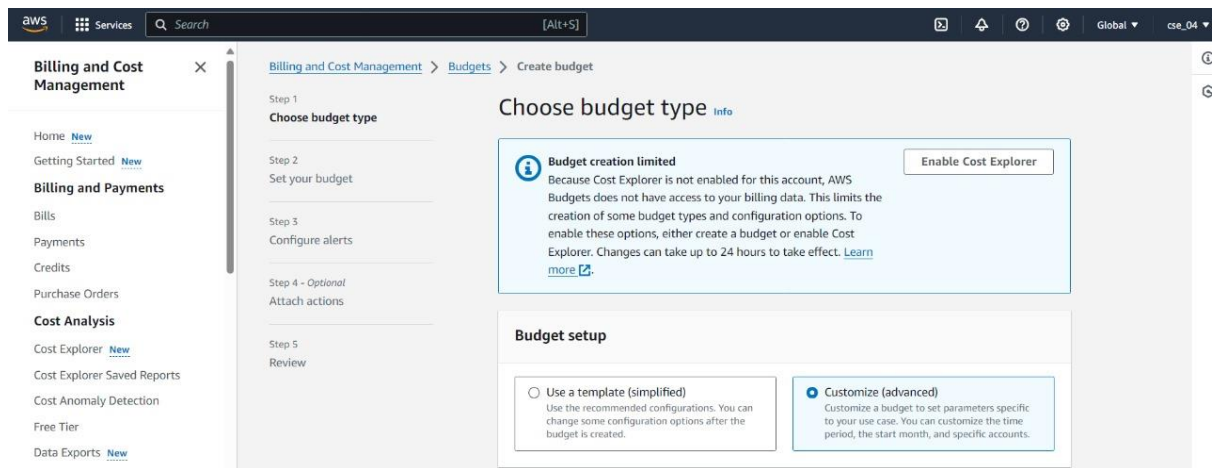 aws
Services
Search
[Alt+S]
Global
cse_04
Billing and Cost
Management
Home New
Getting Started New
Billing and Payments
Bills
Payments
Credits
Purchase Orders
Cost Analysis
Cost Explorer New
Cost Explorer Saved Reports
Cost Anomaly Detection
Free Tier
Data Exports New
Billing and Cost Management > Budgets > Create budget
Step 1
Choose budget type
Step 2
Set your budget
Step 3
Configure alerts
Step 4 - Optional
Attach actions
Step 5
Review
Choose budget type Info
Budget creation limited
Because Cost Explorer is not enabled for this account, AWS
Budgets does not have access to your billing data. This limits the
creation of some budget types and configuration options. To
enable these options, either create a budget or enable Cost
Explorer. Changes can take up to 24 hours to take effect. Learn
more.
Enable Cost Explorer
Budget setup
Use a template (simplified)
Use the recommended configurations. You can
change some configuration options after the
budget is created.
Customize (advanced)
Customize a budget to set parameters specific
to your use case. You can customize the time
period, the start month, and specific accounts.